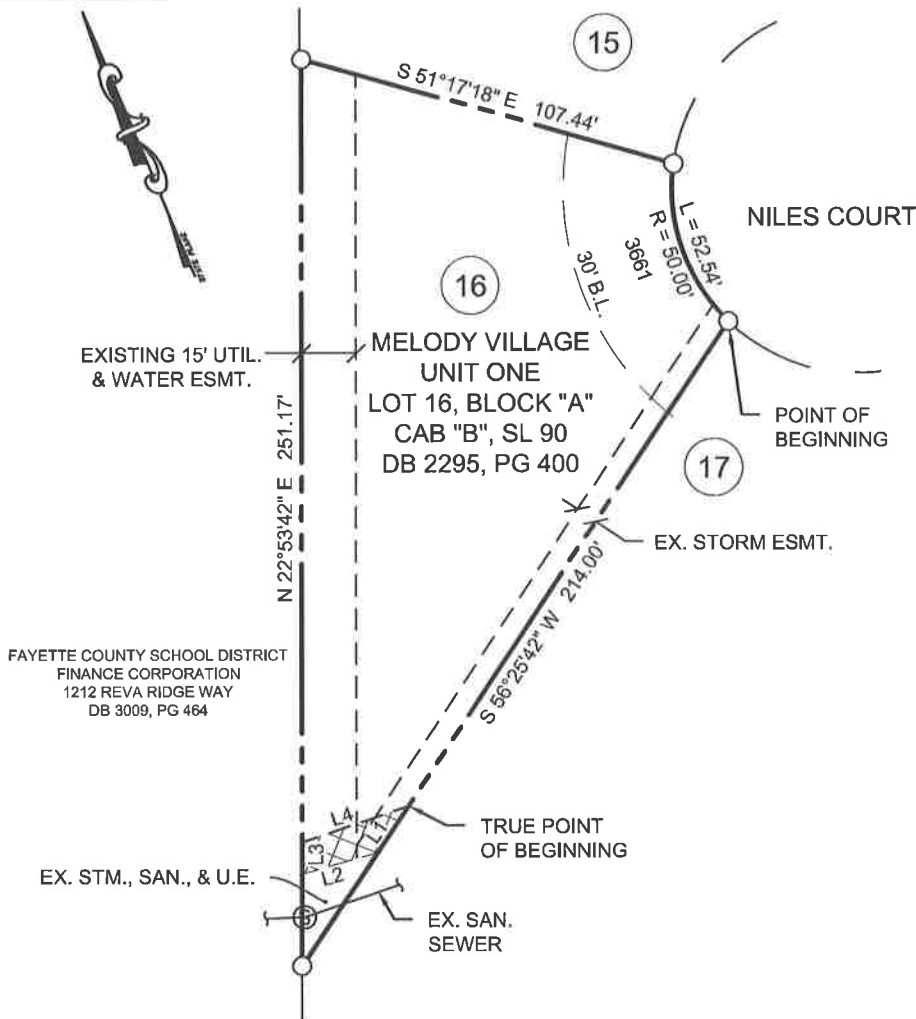 15
S 51°17'18" E 107.44'
NILES COURT
L = 52.54'
R = 50.00'
3661
30' B.L.
16
EXISTING 15' UTIL.
& WATER ESMT.
MELODY VILLAGE
UNIT ONE
LOT 16, BLOCK "A"
CAB "B", SL 90
DB 2295, PG 400
POINT OF
BEGINNING
17
N 22°53'42" E 251.17'
EX. STORM ESMT.
S 56°25'42" W 214.00'
FAYETTE COUNTY SCHOOL DISTRICT
FINANCE CORPORATION
1212 REVA RIDGE WAY
DB 3009, PG 464
L4
L1
L3
L2
TRUE POINT
OF BEGINNING
EX. STM., SAN., & U.E.
EX. SAN.
SEWER